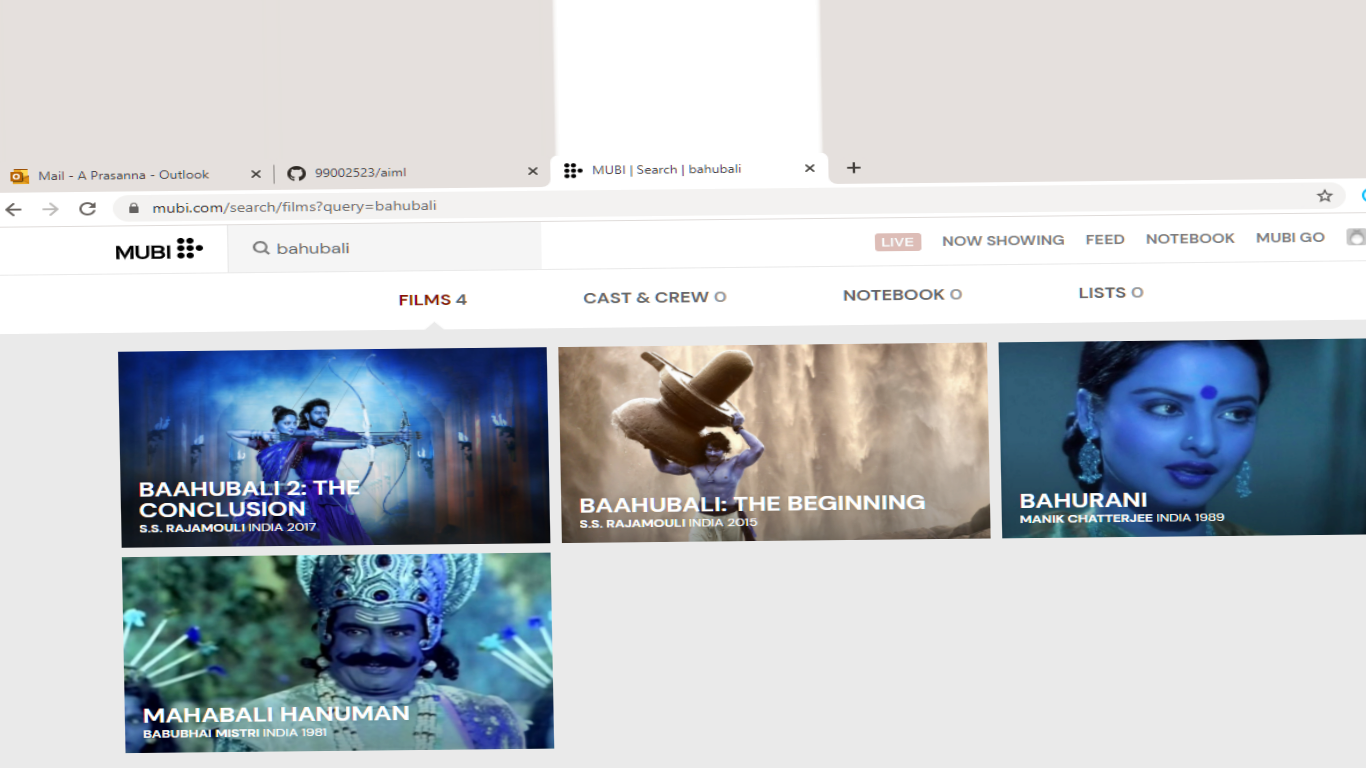 Mail - A Prasanna - Outlook
99002523/aiml
MUBI | Search | bahubali
mubi.com/search/films?query=bahubali
MUBI
bahubali
LIVE NOW SHOWING FEED NOTEBOOK MUBI GO
FILMS 4 CAST & CREW 0 NOTEBOOK 0 LISTS 0
BAAHUBALI 2: THE
CONCLUSION
S.S. RAJAMOULI INDIA 2017
BAAHUBALI: THE BEGINNING
S.S. RAJAMOULI INDIA 2015
BAHURANI
MANIK CHATTERJEE INDIA 1989
MAHABALI HANUMAN
BABUBHAI MISTRI INDIA 1981